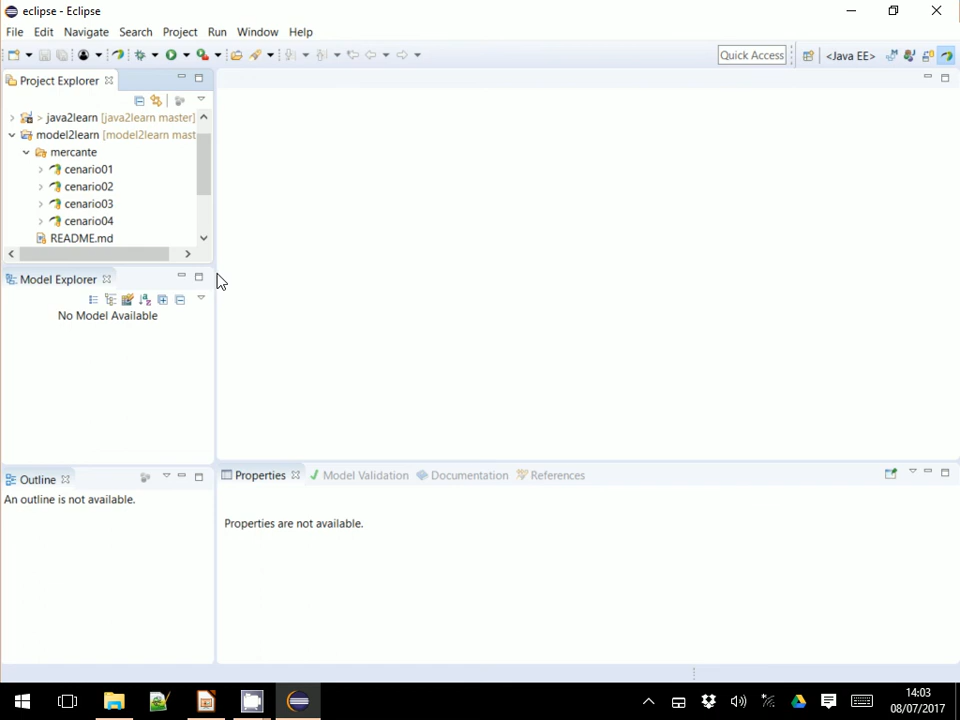 eclipse - Eclipse
File Edit Navigate Search Project Run Window Help
Quick Access <Java EE>
Project Explorer
> java2learn [java2learn master]
model2learn [model2learn mast
mercante
cenario01
cenario02
cenario03
cenario04
README.md
Model Explorer
No Model Available
Outline
An outline is not available.
Properties Model Validation Documentation References
Properties are not available.
14:03
08/07/2017